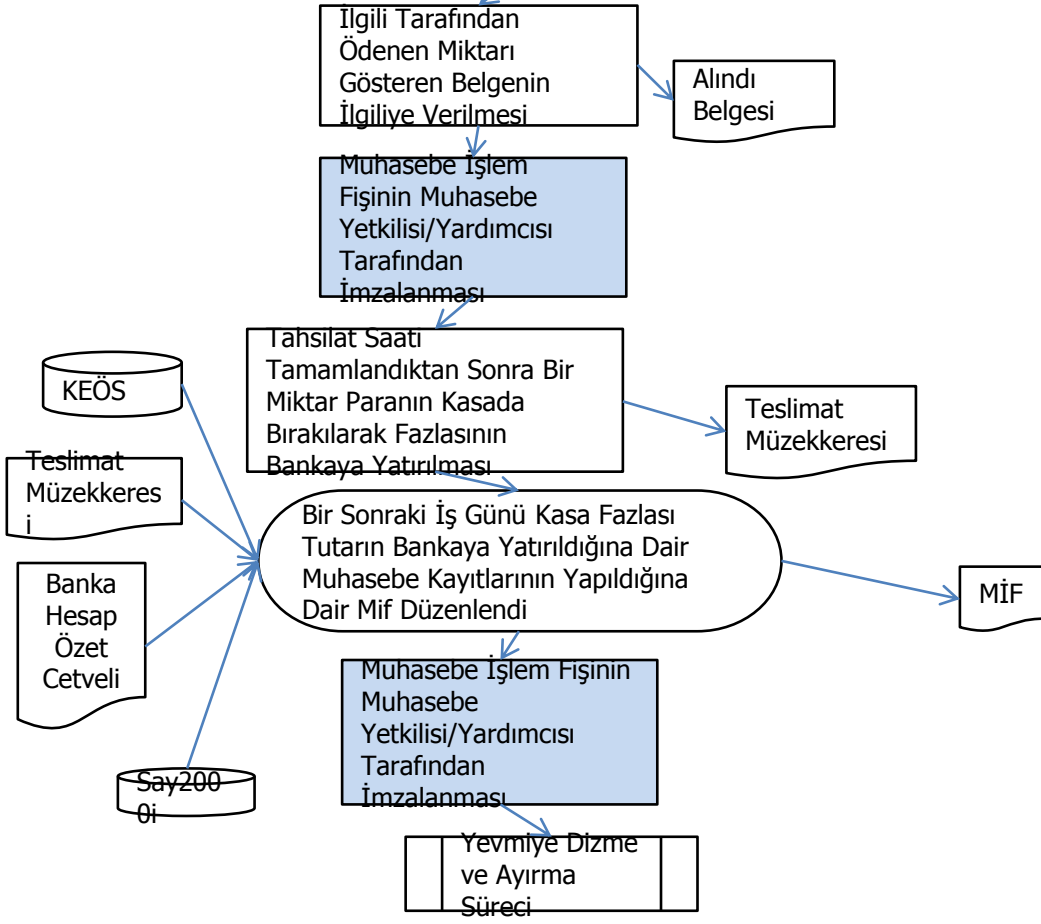 İlgili Tarafından
Ödenen Miktarı
Gösteren Belgenin
İlgiliye Verilmesi
Alındı
Belgesi
Muhasebe İşlem
Fişinin Muhasebe
Yetkilisi/Yardımcısı
Tarafından
İmzalanması
Tahsilat Saati
Tamamlandıktan Sonra Bir
Miktar Paranın Kasada
Bırakılarak Fazlasının
Bankaya Yatırılması
KEÖS
Teslimat
Müzekkeresi
Teslimat
Müzekkeres
i
Bir Sonraki İş Günü Kasa Fazlası
Tutarın Bankaya Yatırıldığına Dair
Muhasebe Kayıtlarının Yapıldığına
Dair Mif Düzenlendi
Banka
Hesap
Özet
Cetveli
MİF
Muhasebe İşlem Fişinin
Muhasebe
Yetkilisi/Yardımcısı
Tarafından
İmzalanması
Say200
0i
Yevmiye Dizme
ve Ayırma
Süreci